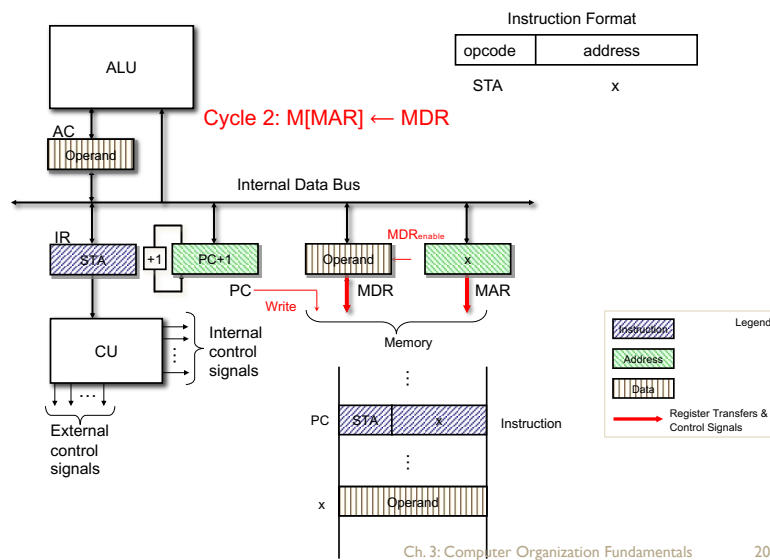 Instruction Format
opcode address
STA x
ALU
Cycle 2: M[MAR] ← MDR
AC
Operand
Internal Data Bus
IR
STA
+1
PC+1
Operand
MDRenable
x
PC
Write
MDR
MAR
Memory
CU
...
Internal
control
signals
...
External
control
signals
Legend
Instruction
Address
Data
Register Transfers &
Control Signals
...
PC STA x Instruction
...
x Operand
Ch. 3: Computer Organization Fundamentals 20